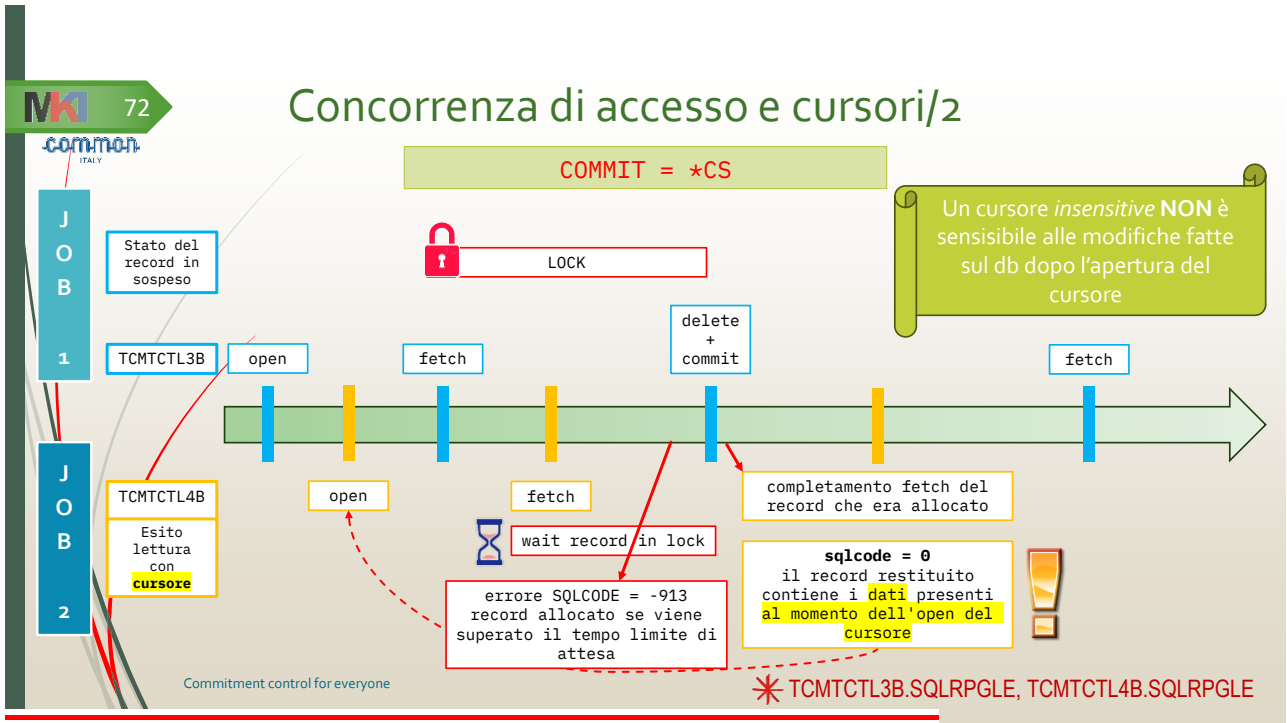 MK1
72
common
ITALY
Concorrenza di accesso e cursori/2
COMMIT = *CS
Un cursore insensitive NON è
sensisibile alle modifiche fatte
sul db dopo l'apertura del
cursore
J
O
B
1
Stato del
record in
sospeso
LOCK
delete
+
commit
TCMTCTL3B
open
fetch
fetch
J
O
B
2
TCMTCTL4B
Esito
lettura
con
cursore
open
fetch
wait record in lock
completamento fetch del
record che era allocato
errore SQLCODE = -913
record allocato se viene
superato il tempo limite di
attesa
sqlcode = 0
il record restituito
contiene i dati presenti
al momento dell'open del
cursore
Commitment control for everyone
TCMTCTL3B.SQLRPGLE, TCMTCTL4B.SQLRPGLE